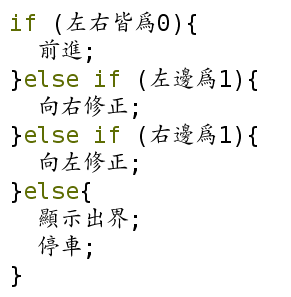 if (左右皆爲0){
  前進;
}else if (左邊爲1){
  向右修正;
}else if (右邊爲1){
  向左修正;
}else{
  顯示出界;
  停車;
}